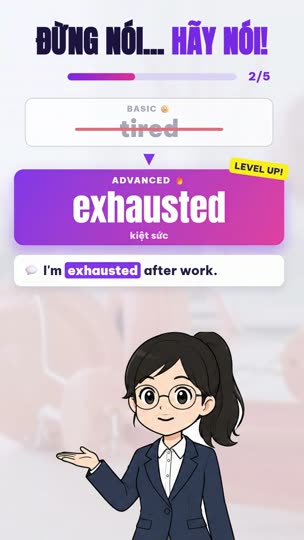 ĐỪNG NÓI... HÃY NÓI!
2/5
BASIC
tired
LEVEL UP!
ADVANCED
exhausted
kiệt sức
I'm exhausted after work.